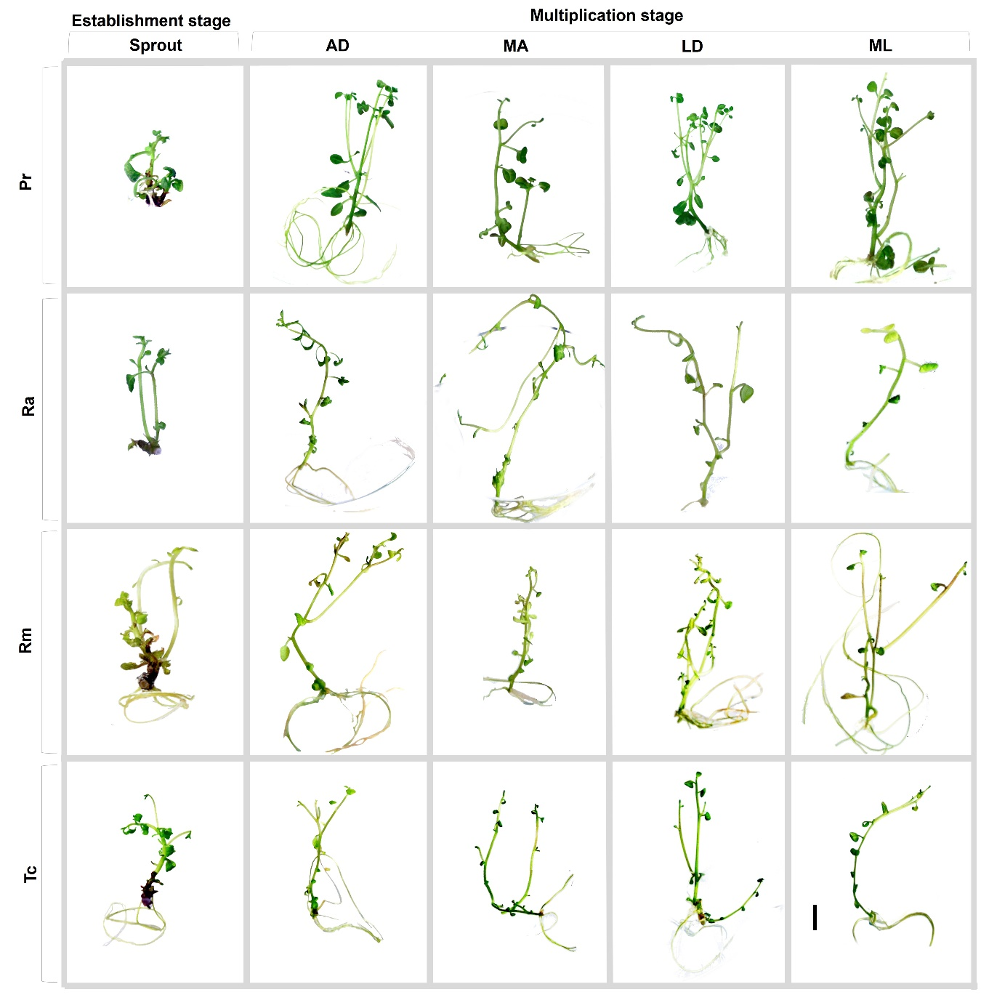 Establishment stage
Multiplication stage
Sprout
AD
MA
LD
ML
Pr
Ra
Rm
Tc